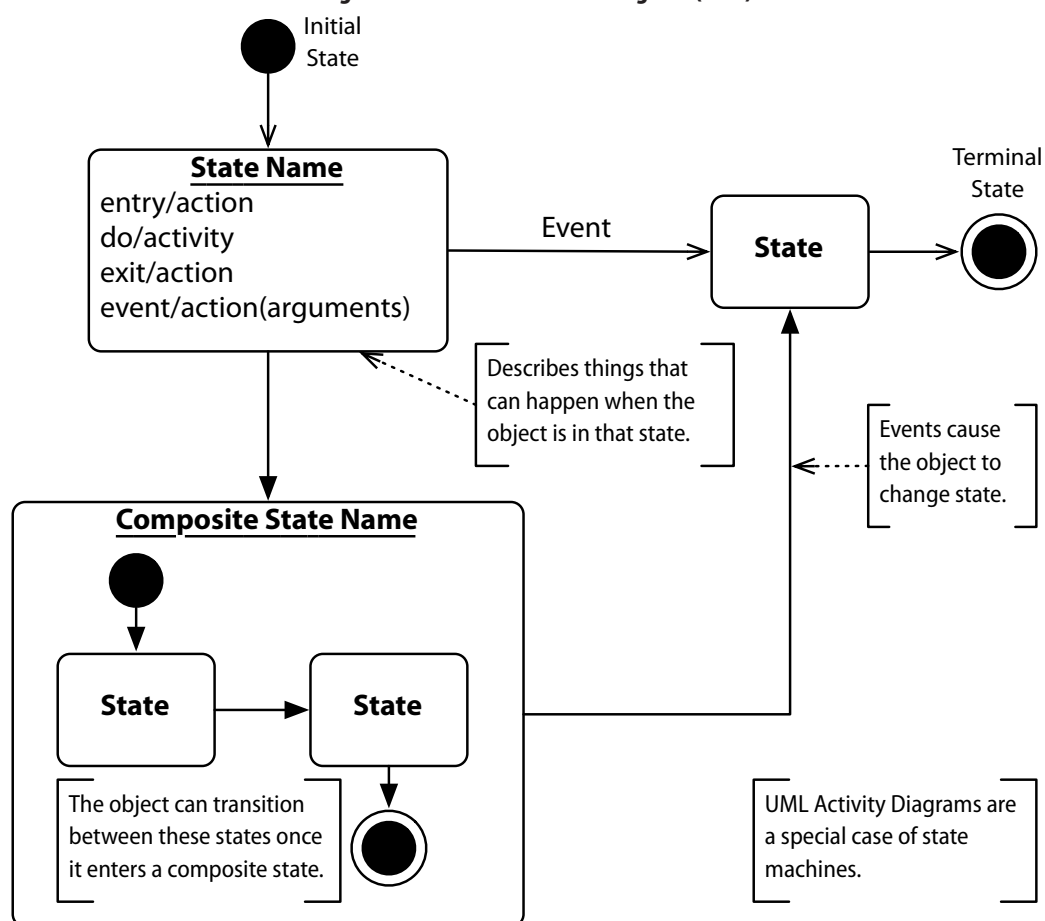 Initial
State
State Name
entry/action
do/activity
exit/action
event/action(arguments)
Event
State
Terminal
State
Describes things that
can happen when the
object is in that state.
Events cause
the object to
change state.
Composite State Name
State
State
The object can transition
between these states once
it enters a composite state.
UML Activity Diagrams are
a special case of state
machines.